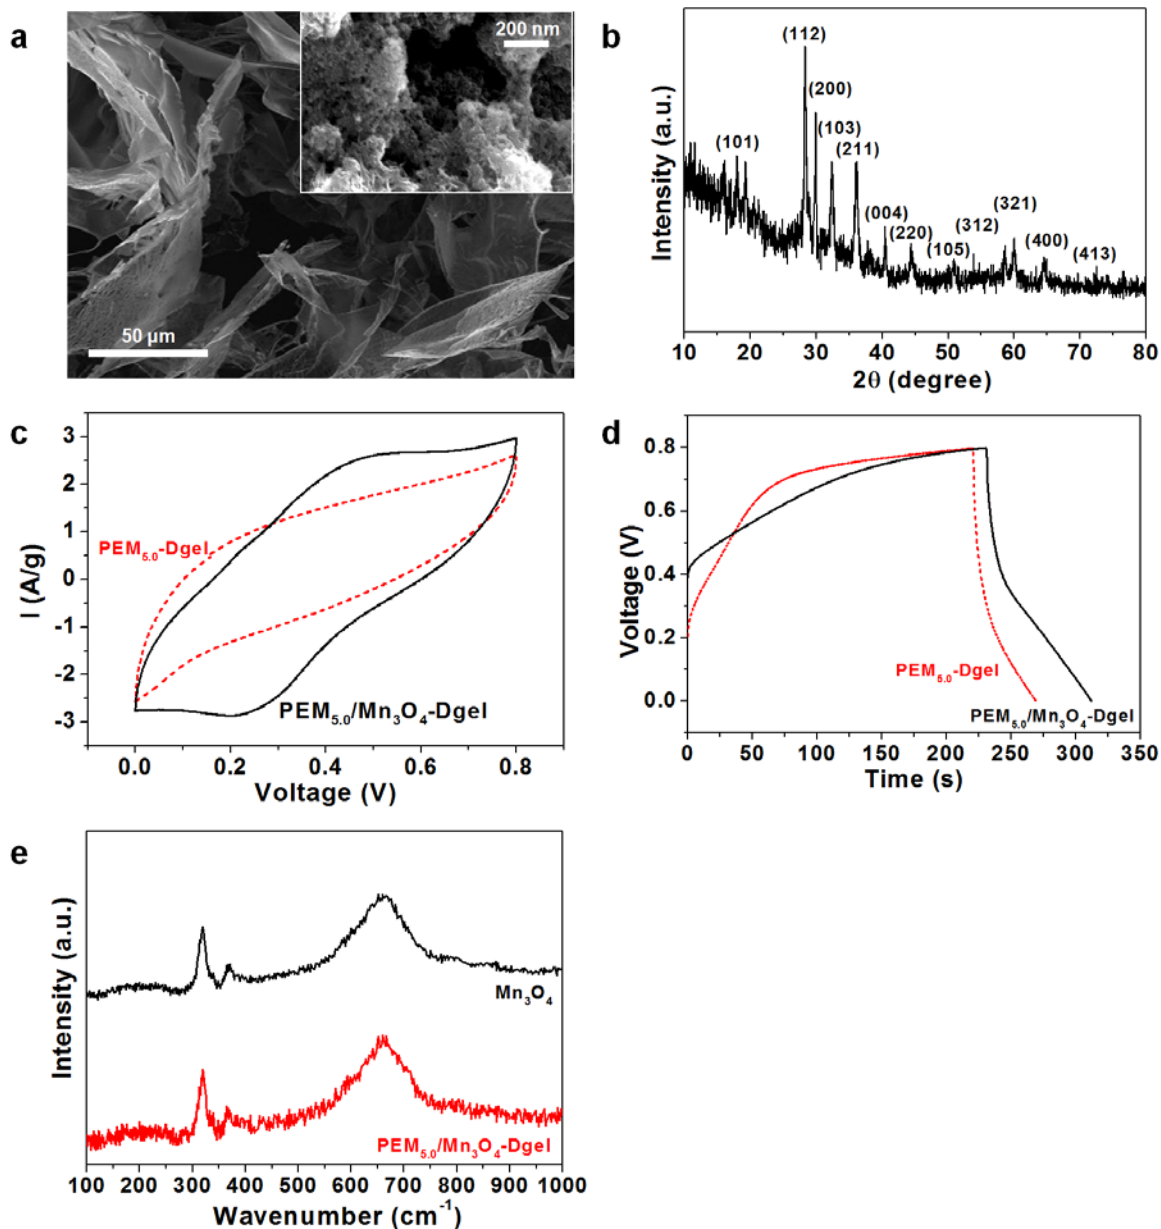 a
200 nm
50 µm
b
Intensity (a.u.)
(112)
(200)
(101)
(103)
(211)
(004)
(220)
(105)
(312)
(321)
(400)
(413)
10 20 30 40 50 60 70 80
2θ (degree)
c
I (A/g)
3
2
1
0
-1
-2
-3
PEM5.0-Dgel
PEM5.0/Mn3O4-Dgel
0.0 0.2 0.4 0.6 0.8
Voltage (V)
d
Voltage (V)
0.8
0.6
0.4
0.2
0.0
PEM5.0-Dgel
PEM5.0/Mn3O4-Dgel
0 50 100 150 200 250 300 350
Time (s)
e
Intensity (a.u.)
Mn3O4
PEM5.0/Mn3O4-Dgel
100 200 300 400 500 600 700 800 900 1000
Wavenumber (cm-1)